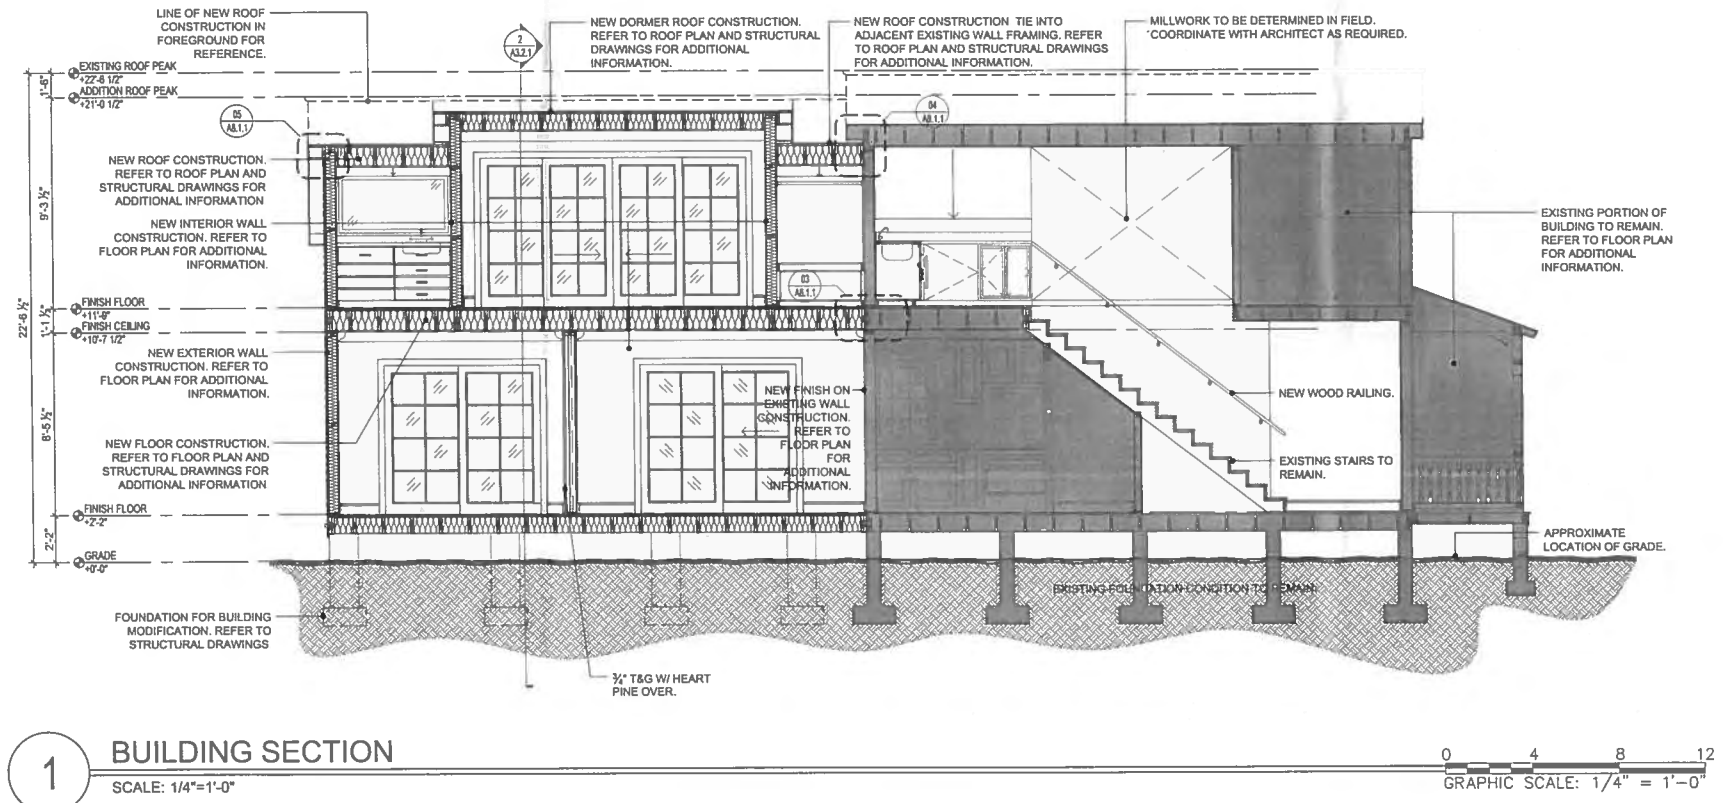 LINE OF NEW ROOF
CONSTRUCTION IN
FOREGROUND FOR
REFERENCE.
2
A3.2.1
NEW DORMER ROOF CONSTRUCTION.
REFER TO ROOF PLAN AND STRUCTURAL
DRAWINGS FOR ADDITIONAL
INFORMATION.
NEW ROOF CONSTRUCTION TIE INTO
ADJACENT EXISTING WALL FRAMING. REFER
TO ROOF PLAN AND STRUCTURAL DRAWINGS
FOR ADDITIONAL INFORMATION.
MILLWORK TO BE DETERMINED IN FIELD.
COORDINATE WITH ARCHITECT AS REQUIRED.
EXISTING ROOF PEAK
+22'-6 1/2"
ADDITION ROOF PEAK
+21'-0 1/2"
1'-6"
05
A8.1.1
04
A8.1.1
NEW ROOF CONSTRUCTION.
REFER TO ROOF PLAN AND
STRUCTURAL DRAWINGS FOR
ADDITIONAL INFORMATION
9'-3 ½"
NEW INTERIOR WALL
CONSTRUCTION. REFER TO
FLOOR PLAN FOR ADDITIONAL
INFORMATION.
EXISTING PORTION OF
BUILDING TO REMAIN.
REFER TO FLOOR PLAN
FOR ADDITIONAL
INFORMATION.
03
A8.1.1
FINISH FLOOR
+11'-9"
FINISH CEILING
+10'-7 1/2"
1'-1 ½"
22'-6 ½"
NEW EXTERIOR WALL
CONSTRUCTION. REFER TO
FLOOR PLAN FOR ADDITIONAL
INFORMATION.
NEW FINISH ON
EXISTING WALL
CONSTRUCTION.
REFER TO
FLOOR PLAN
FOR
ADDITIONAL
INFORMATION.
NEW WOOD RAILING.
8'-5 ½"
NEW FLOOR CONSTRUCTION.
REFER TO FLOOR PLAN AND
STRUCTURAL DRAWINGS FOR
ADDITIONAL INFORMATION
EXISTING STAIRS TO
REMAIN.
FINISH FLOOR
+2'-2"
2'-2"
GRADE
+0'-0"
APPROXIMATE
LOCATION OF GRADE.
EXISTING FOUNDATION CONDITION TO REMAIN.
FOUNDATION FOR BUILDING
MODIFICATION. REFER TO
STRUCTURAL DRAWINGS
¾" T&G W/ HEART
PINE OVER.
1
BUILDING SECTION
SCALE: 1/4"=1'-0"
0 4 8 12
GRAPHIC SCALE: 1/4" = 1'-0"